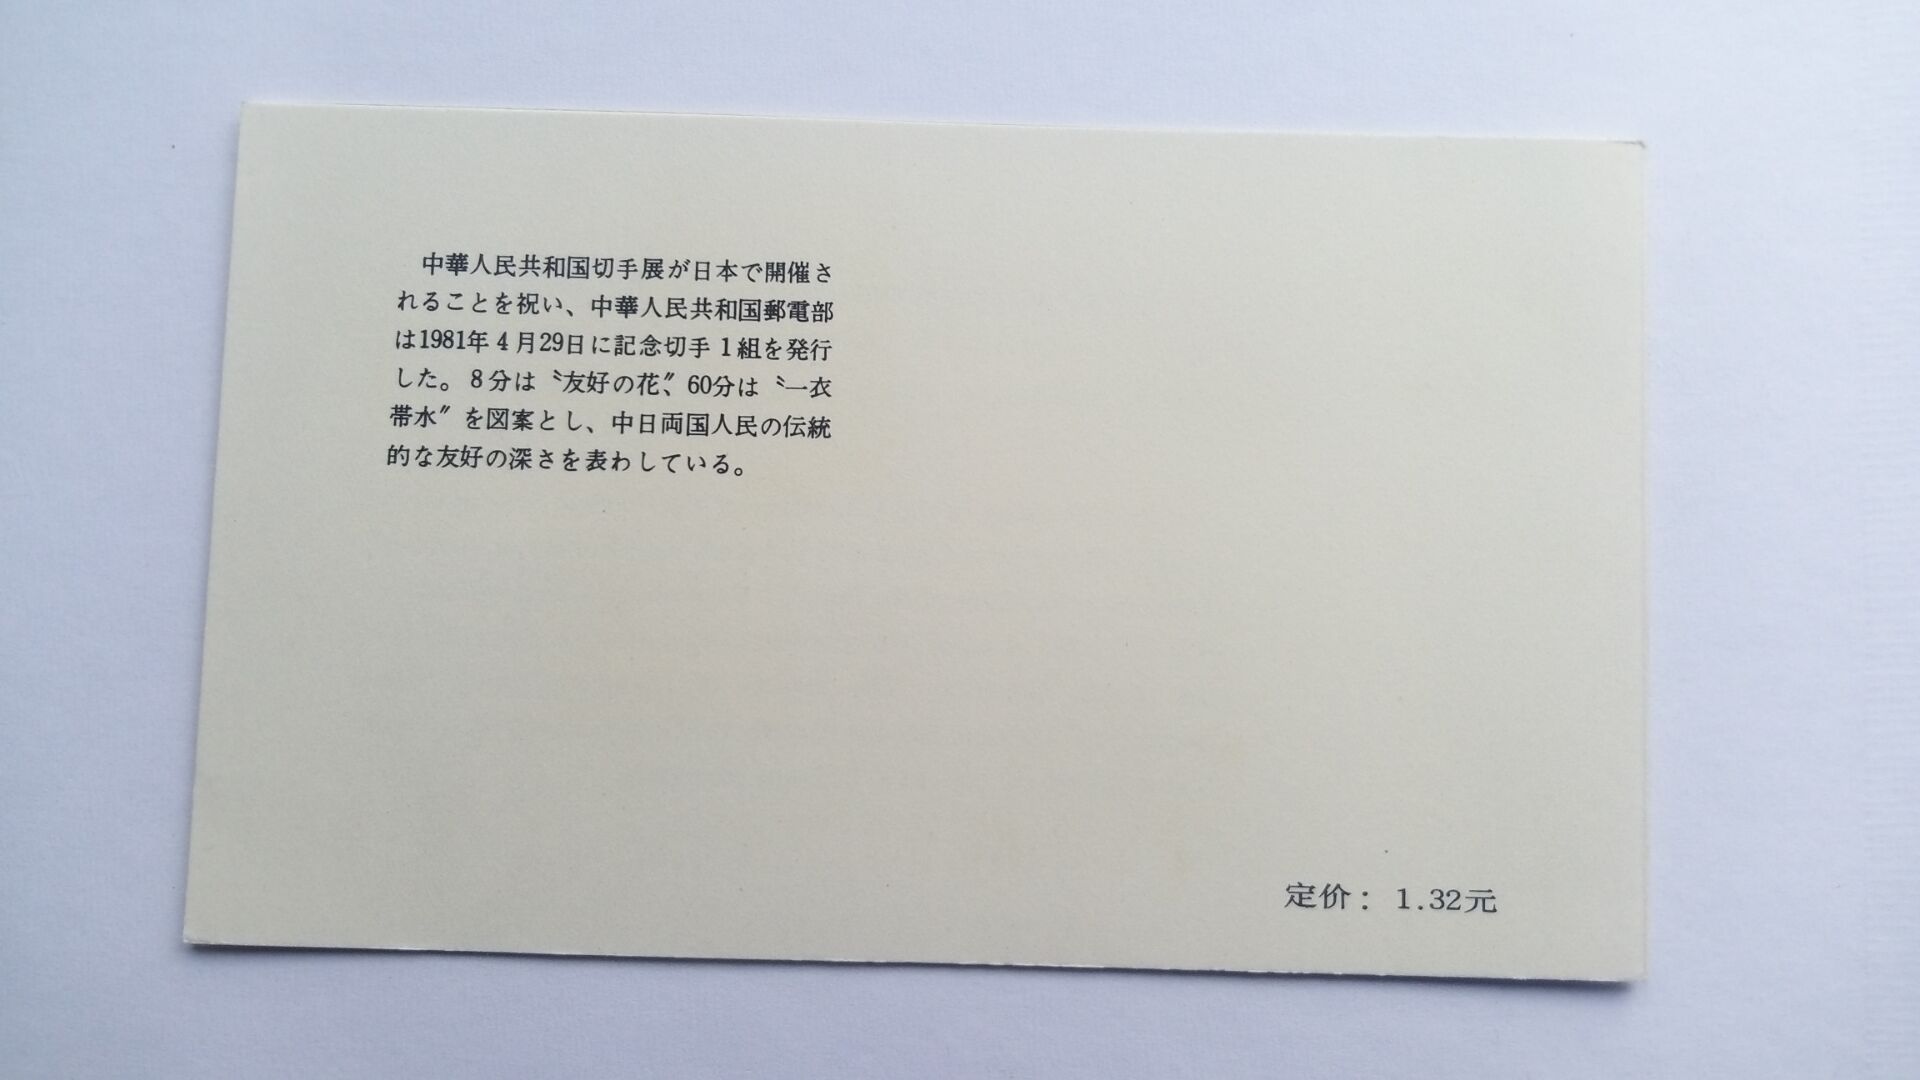 中華人民共和国切手展が日本で開催さ
れることを祝い、中華人民共和国郵電部
は1981年4月29日に記念切手1組を発行
した。8分は〝友好の花〞、60分は〝一衣
帯水〞を図案とし、中日両国人民の伝統
的な友好の深さを表わしている。
定价： 1.32元